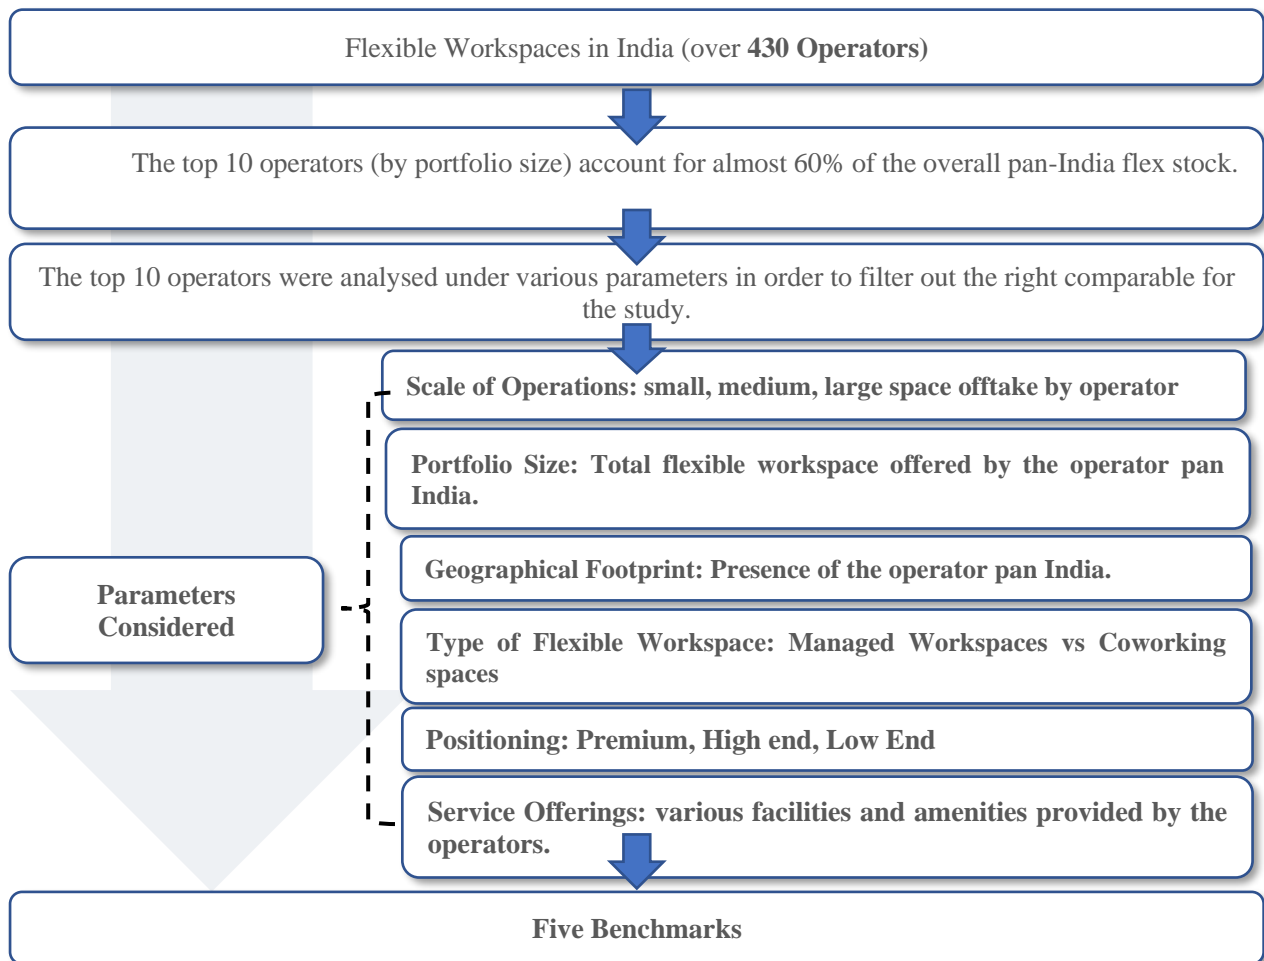 Flexible Workspaces in India (over 430 Operators)
The top 10 operators (by portfolio size) account for almost 60% of the overall pan-India flex stock.
The top 10 operators were analysed under various parameters in order to filter out the right comparable for
the study.
Scale of Operations: small, medium, large space offtake by operator
Portfolio Size: Total flexible workspace offered by the operator pan
India.
Geographical Footprint: Presence of the operator pan India.
Parameters
Considered
Type of Flexible Workspace: Managed Workspaces vs Coworking
spaces
Positioning: Premium, High end, Low End
Service Offerings: various facilities and amenities provided by the
operators.
Five Benchmarks